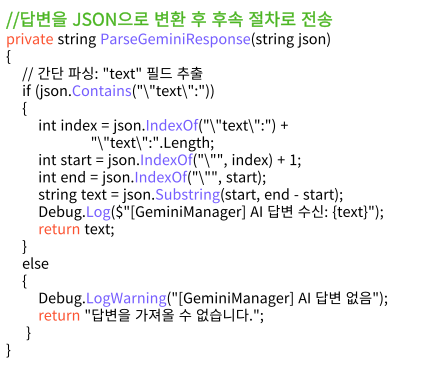 //답변을 JSON으로 변환 후 후속 절차로 전송
private string ParseGeminiResponse(string json)
{
    // 간단 파싱: "text" 필드 추출
    if (json.Contains("\"text\":"))
    {
        int index = json.IndexOf("\"text\":") +
                    "\"text\":".Length;
        int start = json.IndexOf("\"", index) + 1;
        int end = json.IndexOf("\"", start);
        string text = json.Substring(start, end - start);
        Debug.Log($"[GeminiManager] AI 답변 수신: {text}");
        return text;
    }
    else
    {
        Debug.LogWarning("[GeminiManager] AI 답변 없음");
        return "답변을 가져올 수 없습니다.";
    }
}